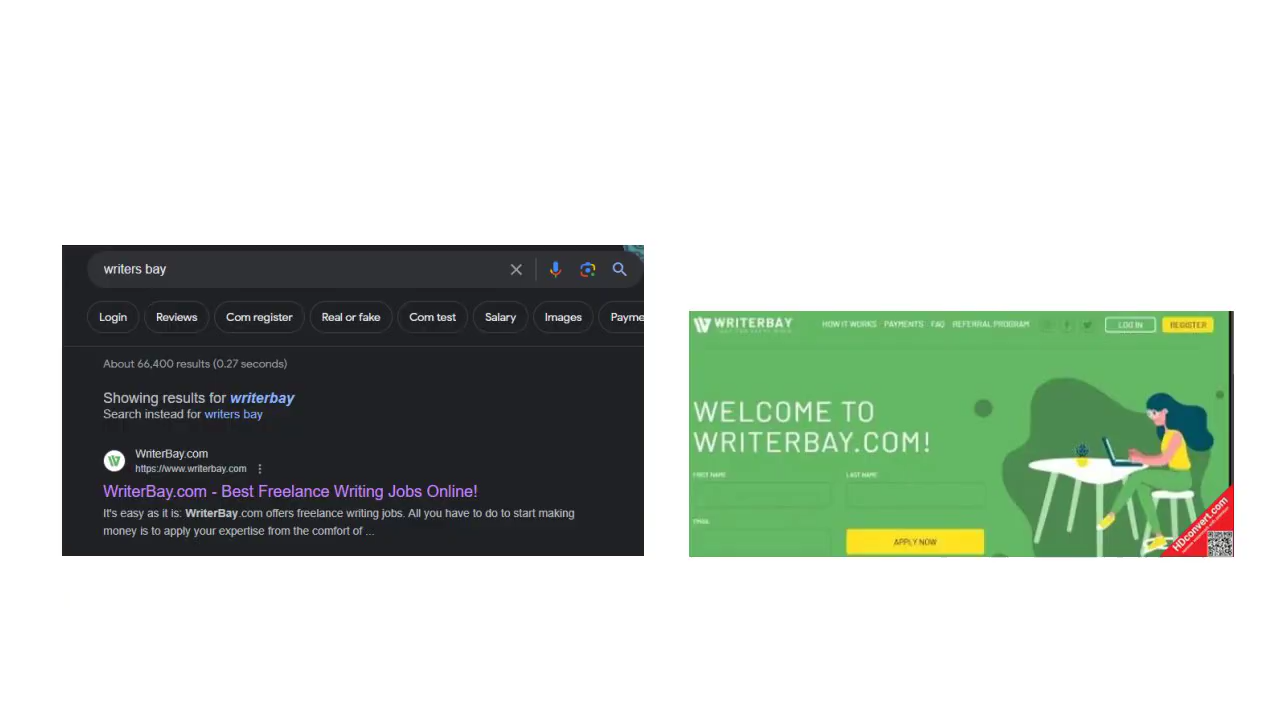 writers bay
Login Reviews Com register Real or fake Com test Salary Images Payme
About 66,400 results (0.27 seconds)
Showing results for writerbay
Search instead for writers bay
WriterBay.com
https://www.writerbay.com
WriterBay.com - Best Freelance Writing Jobs Online!
It's easy as it is: WriterBay.com offers freelance writing jobs. All you have to do to start making
money is to apply your expertise from the comfort of ...
WRITERBAY
HOW IT WORKS PAYMENTS FAQ REFERRAL PROGRAM LOG IN REGISTER
WELCOME TO
WRITERBAY.COM!
FIRST NAME LAST NAME
EMAIL
APPLY NOW
HDconvert.com